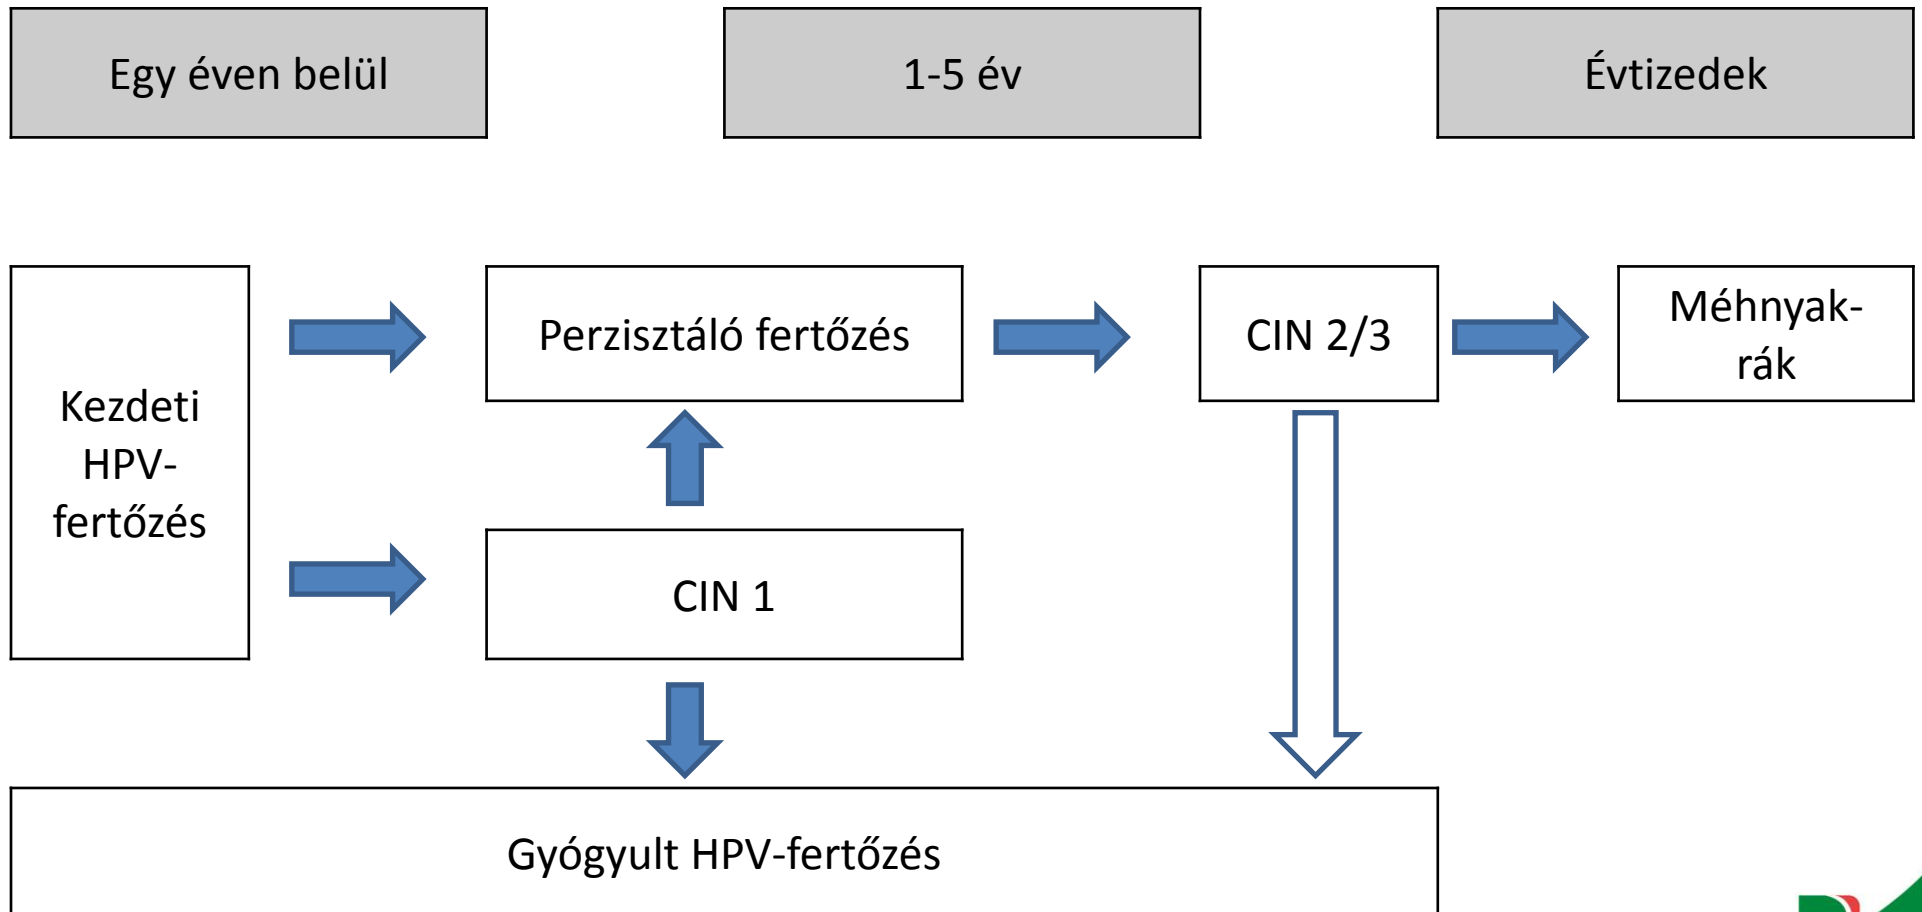 Egy éven belül
1-5 év
Évtizedek
Kezdeti
HPV-
fertőzés
Perzisztáló fertőzés
CIN 2/3
Méhnyak-
rák
CIN 1
Gyógyult HPV-fertőzés